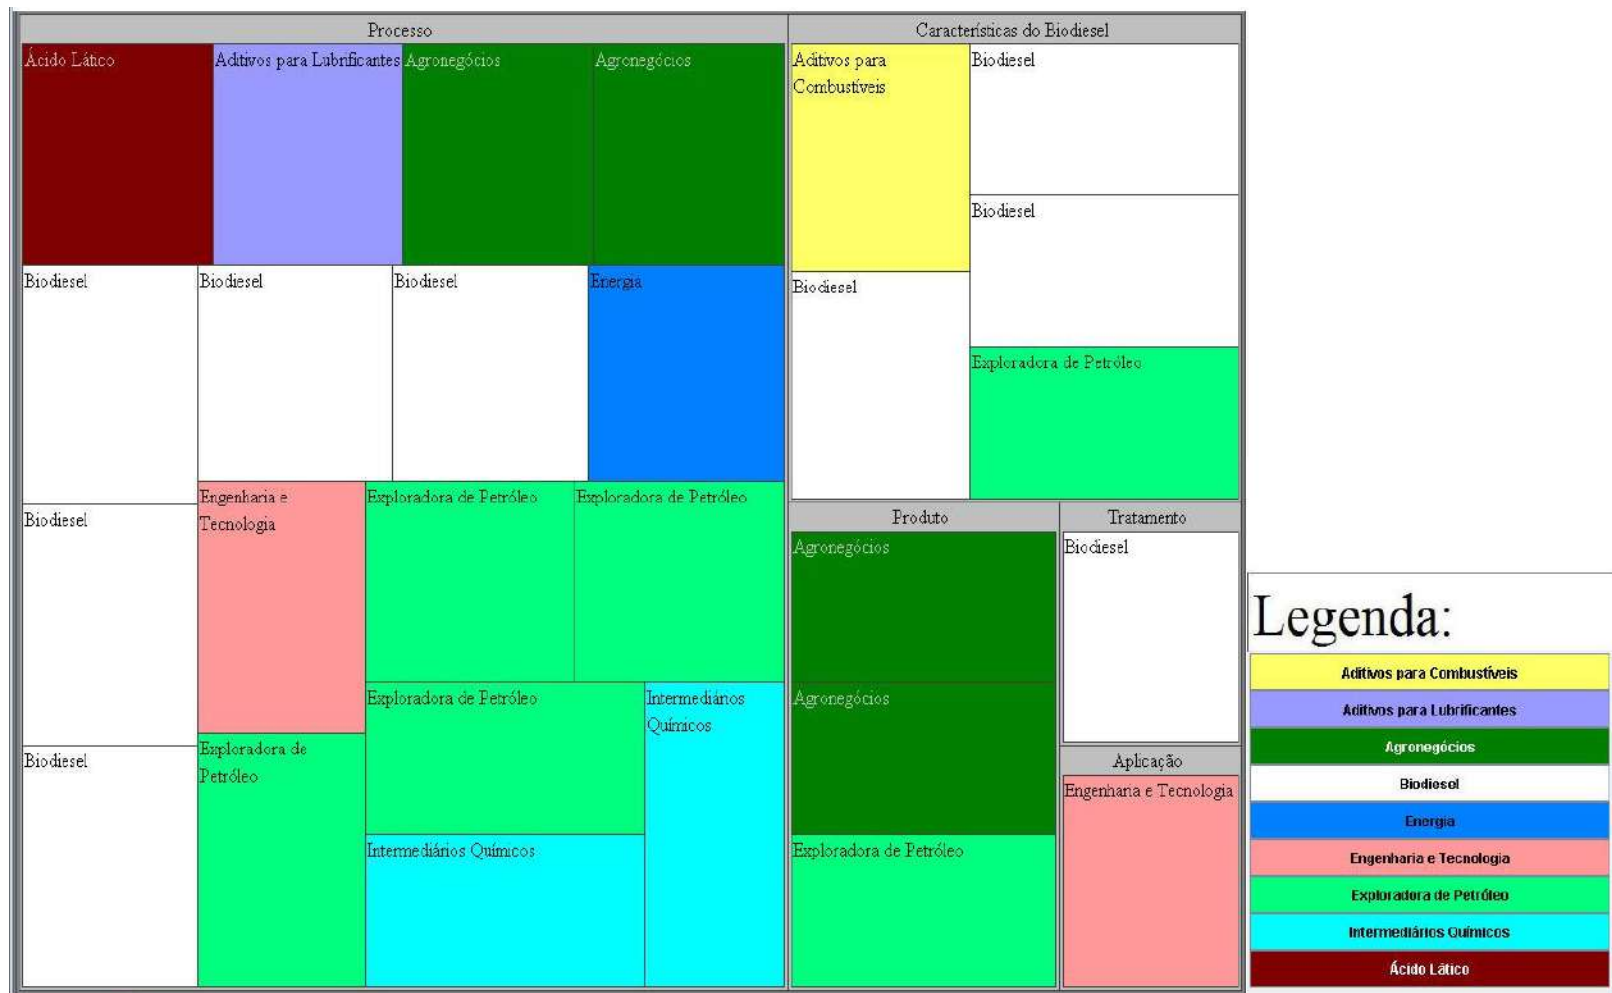 Processo
Ácido Lático
Aditivos para Lubrificantes
Agronegócios
Agronegócios
Biodiesel
Biodiesel
Biodiesel
Energia
Biodiesel
Engenharia e
Tecnologia
Exploradora de Petróleo
Exploradora de Petróleo
Biodiesel
Exploradora de
Petróleo
Exploradora de Petróleo
Intermediários
Químicos
Intermediários Químicos
Características do Biodiesel
Aditivos para
Combustíveis
Biodiesel
Biodiesel
Biodiesel
Exploradora de Petróleo
Produto
Agronegócios
Agronegócios
Exploradora de Petróleo
Tratamento
Biodiesel
Aplicação
Engenharia e Tecnologia
Legenda:
Aditivos para Combustíveis
Aditivos para Lubrificantes
Agronegócios
Biodiesel
Energia
Engenharia e Tecnologia
Exploradora de Petróleo
Intermediários Químicos
Ácido Lático